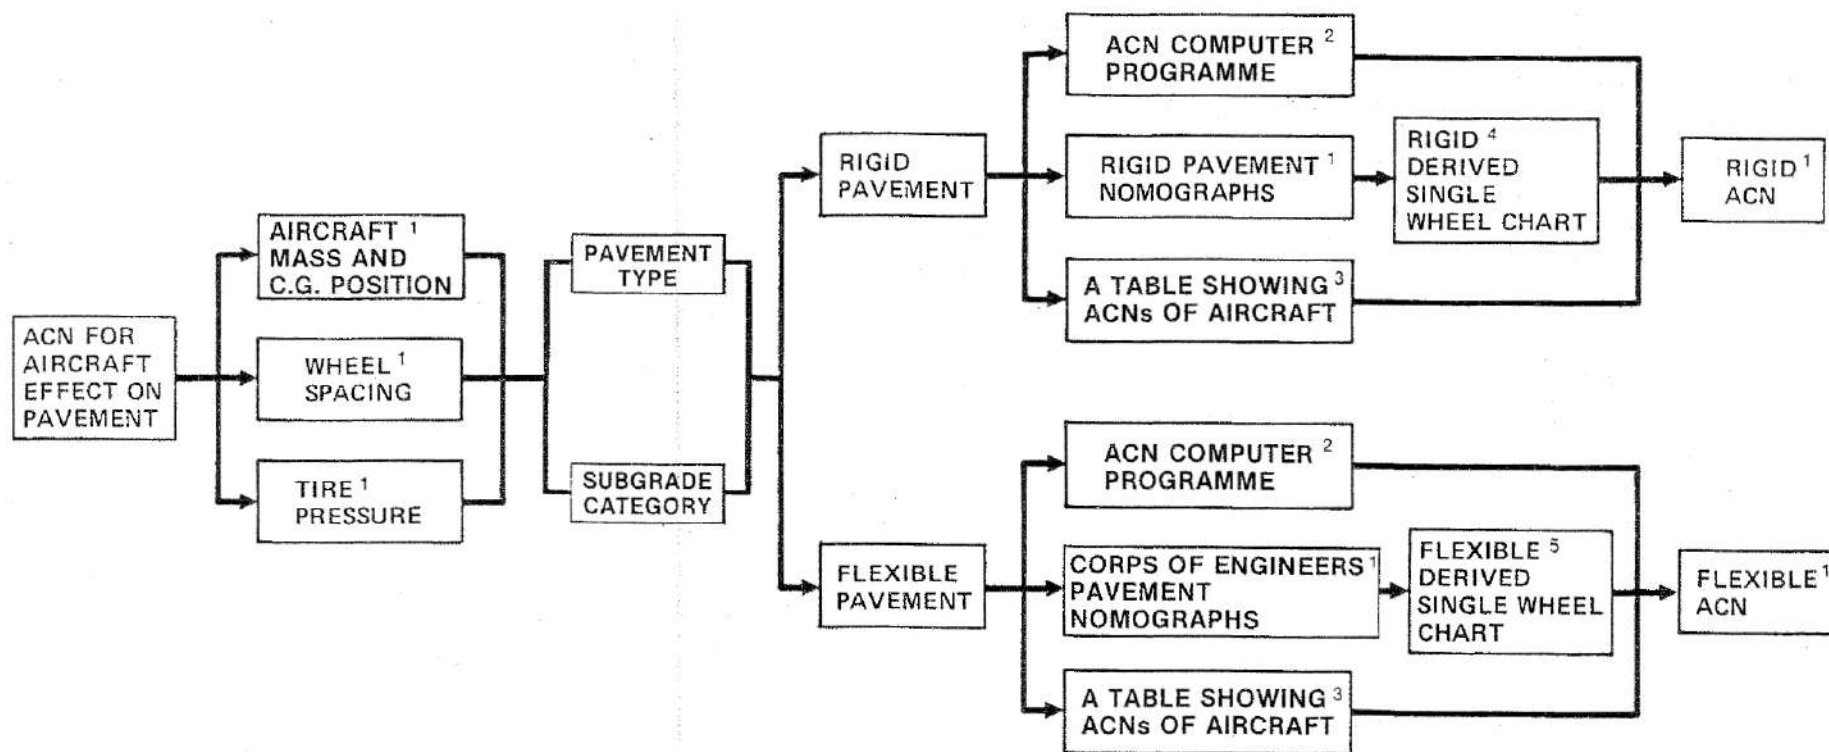 ACN FOR
AIRCRAFT
EFFECT ON
PAVEMENT
AIRCRAFT ¹
MASS AND
C.G. POSITION
WHEEL ¹
SPACING
TIRE ¹
PRESSURE
PAVEMENT
TYPE
SUBGRADE
CATEGORY
RIGID
PAVEMENT
ACN COMPUTER ²
PROGRAMME
RIGID PAVEMENT ¹
NOMOGRAPHS
RIGID ⁴
DERIVED
SINGLE
WHEEL CHART
A TABLE SHOWING ³
ACNs OF AIRCRAFT
RIGID ¹
ACN
FLEXIBLE
PAVEMENT
ACN COMPUTER ²
PROGRAMME
CORPS OF ENGINEERS ¹
PAVEMENT
NOMOGRAPHS
FLEXIBLE ⁵
DERIVED
SINGLE WHEEL
CHART
A TABLE SHOWING ³
ACNs OF AIRCRAFT
FLEXIBLE ¹
ACN